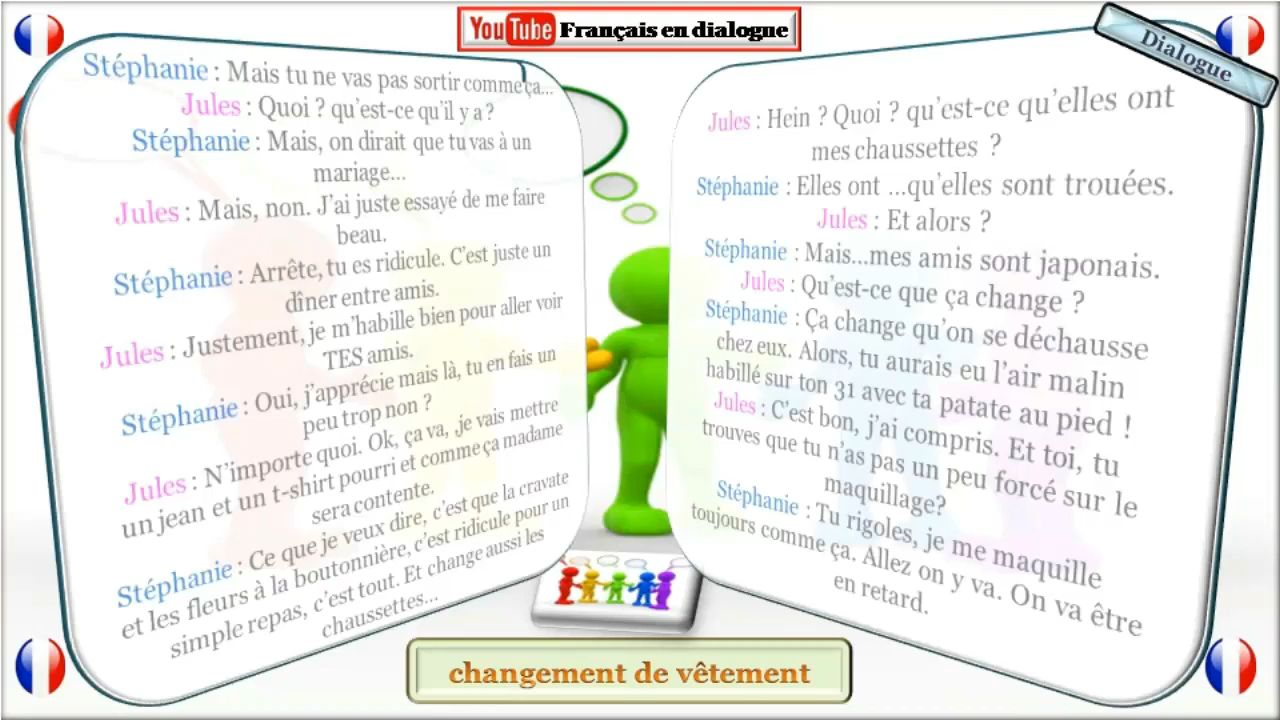 YouTube Français en dialogue
Dialogue
Stéphanie : Mais tu ne vas pas sortir comme ça...
Jules : Quoi ? qu'est-ce qu'il y a ?
Stéphanie : Mais, on dirait que tu vas à un
mariage...
Jules : Mais, non. J'ai juste essayé de me faire
beau.
Stéphanie : Arrête, tu es ridicule. C'est juste un
dîner entre amis.
Jules : Justement, je m'habille bien pour aller voir
TES amis.
Stéphanie : Oui, j'apprécie mais là, tu en fais un
peu trop non ?
Jules : N'importe quoi. Ok, ça va, je vais mettre
un jean et un t-shirt pourri et comme ça madame
sera contente.
Stéphanie : Ce que je veux dire, c'est que la cravate
et les fleurs à la boutonnière, c'est ridicule pour un
simple repas, c'est tout. Et change aussi les
chaussettes...
Jules : Hein ? Quoi ? qu'est-ce qu'elles ont
mes chaussettes ?
Stéphanie : Elles ont ...qu'elles sont trouées.
Jules : Et alors ?
Stéphanie : Mais...mes amis sont japonais.
Jules : Qu'est-ce que ça change ?
Stéphanie : Ça change qu'on se déchausse
chez eux. Alors, tu aurais eu l'air malin
habillé sur ton 31 avec ta patate au pied !
Jules : C'est bon, j'ai compris. Et toi, tu
trouves que tu n'as pas un peu forcé sur le
maquillage?
Stéphanie : Tu rigoles, je me maquille
toujours comme ça. Allez on y va. On va être
en retard.
changement de vêtement